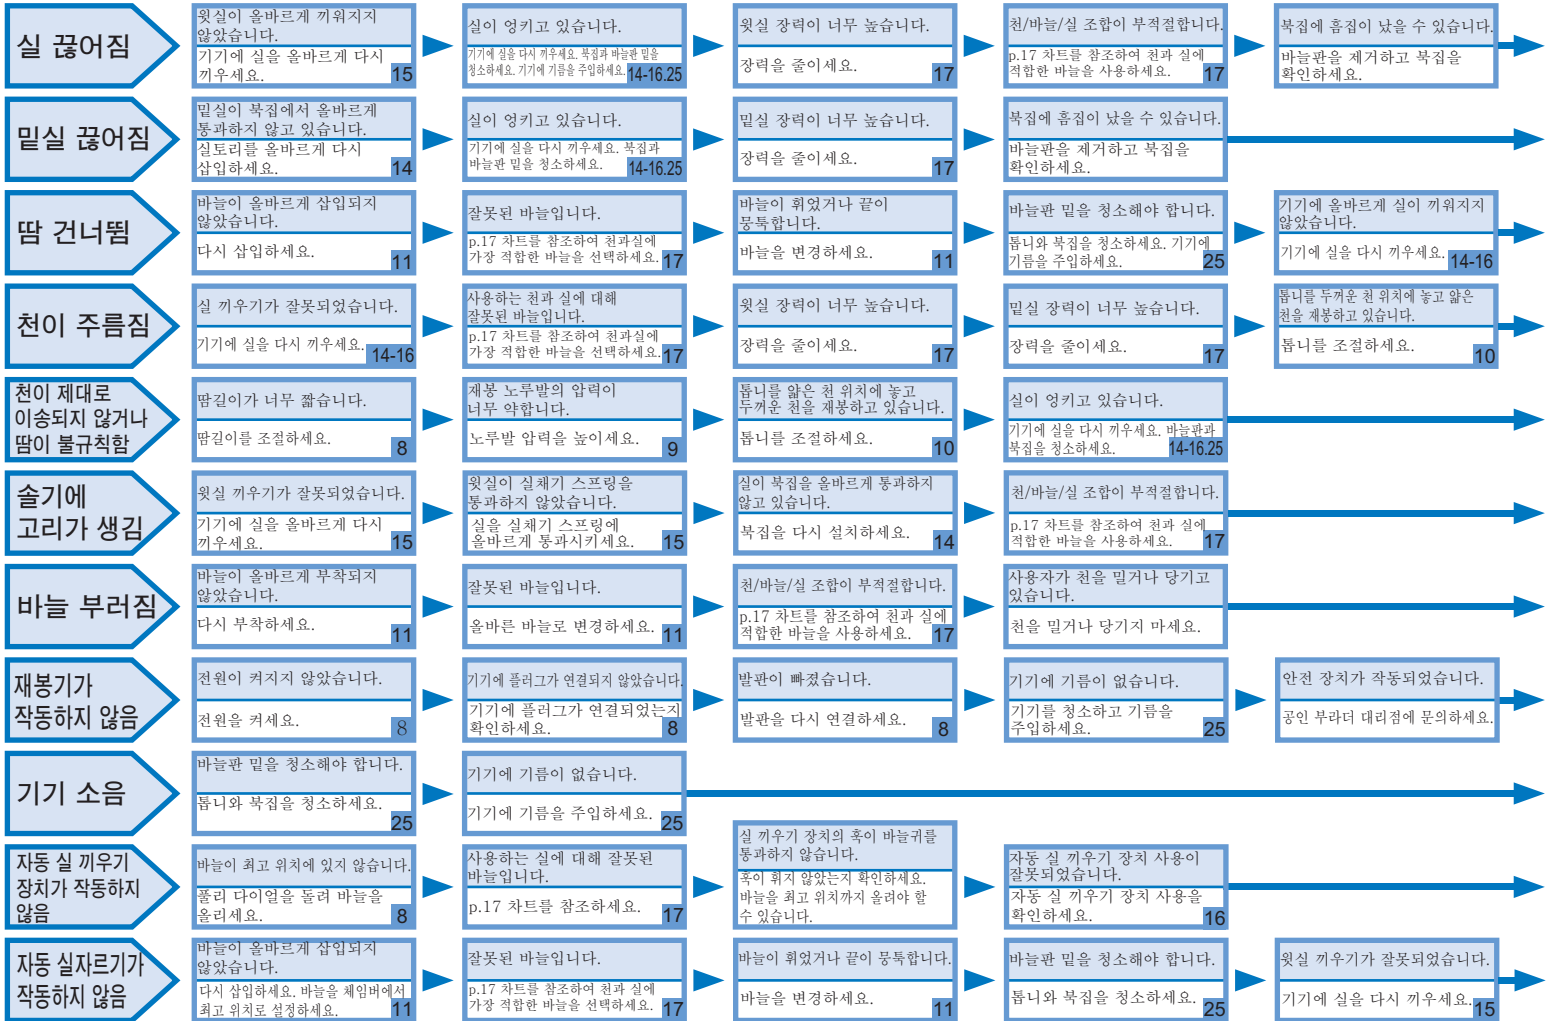 실 끊어짐
윗실이 올바르게 끼워지지
않았습니다.
기기에 실을 올바르게 다시
끼우세요.
15
실이 엉키고 있습니다.
기기에 실을 다시 끼우세요. 북집과 바늘판 밑을
청소하세요. 기기에 기름을 주입하세요.
14-16.25
윗실 장력이 너무 높습니다.
장력을 줄이세요.
17
천/바늘/실 조합이 부적절합니다.
p.17 차트를 참조하여 천과 실에
적합한 바늘을 사용하세요.
17
북집에 흠집이 났을 수 있습니다.
바늘판을 제거하고 북집을
확인하세요.
밑실 끊어짐
밑실이 북집에서 올바르게
통과하지 않고 있습니다.
실토리를 올바르게 다시
삽입하세요.
14
실이 엉키고 있습니다.
기기에 실을 다시 끼우세요. 북집과
바늘판 밑을 청소하세요.
14-16.25
밑실 장력이 너무 높습니다.
장력을 줄이세요.
17
북집에 흠집이 났을 수 있습니다.
바늘판을 제거하고 북집을
확인하세요.
땀 건너뜀
바늘이 올바르게 삽입되지
않았습니다.
다시 삽입하세요.
11
잘못된 바늘입니다.
p.17 차트를 참조하여 천과실에
가장 적합한 바늘을 선택하세요.
17
바늘이 휘었거나 끝이
뭉툭합니다.
바늘을 변경하세요.
11
바늘판 밑을 청소해야 합니다.
톱니와 북집을 청소하세요. 기기에
기름을 주입하세요.
25
기기에 올바르게 실이 끼워지지
않았습니다.
기기에 실을 다시 끼우세요.
14-16
천이 주름짐
실 끼우기가 잘못되었습니다.
기기에 실을 다시 끼우세요.
14-16
사용하는 천과 실에 대해
잘못된 바늘입니다.
p.17 차트를 참조하여 천과실에
가장 적합한 바늘을 선택하세요.
17
윗실 장력이 너무 높습니다.
장력을 줄이세요.
17
밑실 장력이 너무 높습니다.
장력을 줄이세요.
17
톱니를 두꺼운 천 위치에 놓고 얇은
천을 재봉하고 있습니다.
톱니를 조절하세요.
10
천이 제대로
이송되지 않거나
땀이 불규칙함
땀길이가 너무 짧습니다.
땀길이를 조절하세요.
8
재봉 노루발의 압력이
너무 약합니다.
노루발 압력을 높이세요.
9
톱니를 얇은 천 위치에 놓고
두꺼운 천을 재봉하고 있습니다.
톱니를 조절하세요.
10
실이 엉키고 있습니다.
기기에 실을 다시 끼우세요. 바늘판과
북집을 청소하세요.
14-16.25
솔기에
고리가 생김
윗실 끼우기가 잘못되었습니다.
기기에 실을 올바르게 다시
끼우세요.
15
윗실이 실채기 스프링을
통과하지 않았습니다.
실을 실채기 스프링에
올바르게 통과시키세요.
15
실이 북집을 올바르게 통과하지
않고 있습니다.
북집을 다시 설치하세요.
14
천/바늘/실 조합이 부적절합니다.
p.17 차트를 참조하여 천과 실에
적합한 바늘을 사용하세요.
17
바늘 부러짐
바늘이 올바르게 부착되지
않았습니다.
다시 부착하세요.
11
잘못된 바늘입니다.
올바른 바늘로 변경하세요.
11
천/바늘/실 조합이 부적절합니다.
p.17 차트를 참조하여 천과 실에
적합한 바늘을 사용하세요.
17
사용자가 천을 밀거나 당기고
있습니다.
천을 밀거나 당기지 마세요.
재봉기가
작동하지 않음
전원이 켜지지 않았습니다.
전원을 켜세요.
8
기기에 플러그가 연결되지 않았습니다.
기기에 플러그가 연결되었는지
확인하세요.
8
발판이 빠졌습니다.
발판을 다시 연결하세요.
8
기기에 기름이 없습니다.
기기를 청소하고 기름을
주입하세요.
25
안전 장치가 작동되었습니다.
공인 부라더 대리점에 문의하세요.
기기 소음
바늘판 밑을 청소해야 합니다.
톱니와 북집을 청소하세요.
25
기기에 기름이 없습니다.
기기에 기름을 주입하세요.
25
자동 실 끼우기
장치가 작동하지
않음
바늘이 최고 위치에 있지 않습니다.
풀리 다이얼을 돌려 바늘을
올리세요.
8
사용하는 실에 대해 잘못된
바늘입니다.
p.17 차트를 참조하세요.
17
실 끼우기 장치의 훅이 바늘귀를
통과하지 않습니다.
훅이 휘지 않았는지 확인하세요.
바늘을 최고 위치까지 올려야 할
수 있습니다.
자동 실 끼우기 장치 사용이
잘못되었습니다.
자동 실 끼우기 장치 사용을
확인하세요.
16
자동 실자르기가
작동하지 않음
바늘이 올바르게 삽입되지
않았습니다.
다시 삽입하세요. 바늘을 체임버에서
최고 위치로 설정하세요.
11
잘못된 바늘입니다.
p.17 차트를 참조하여 천과 실에
가장 적합한 바늘을 선택하세요.
17
바늘이 휘었거나 끝이 뭉툭합니다.
바늘을 변경하세요.
11
바늘판 밑을 청소해야 합니다.
톱니와 북집을 청소하세요.
25
윗실 끼우기가 잘못되었습니다.
기기에 실을 다시 끼우세요.
15